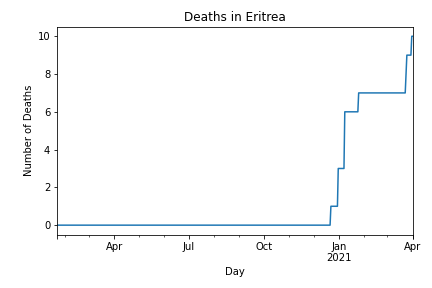 Deaths in Eritrea
10
8
6
4
2
0
Number of Deaths
Apr
Jul
Oct
Jan
2021
Apr
Day